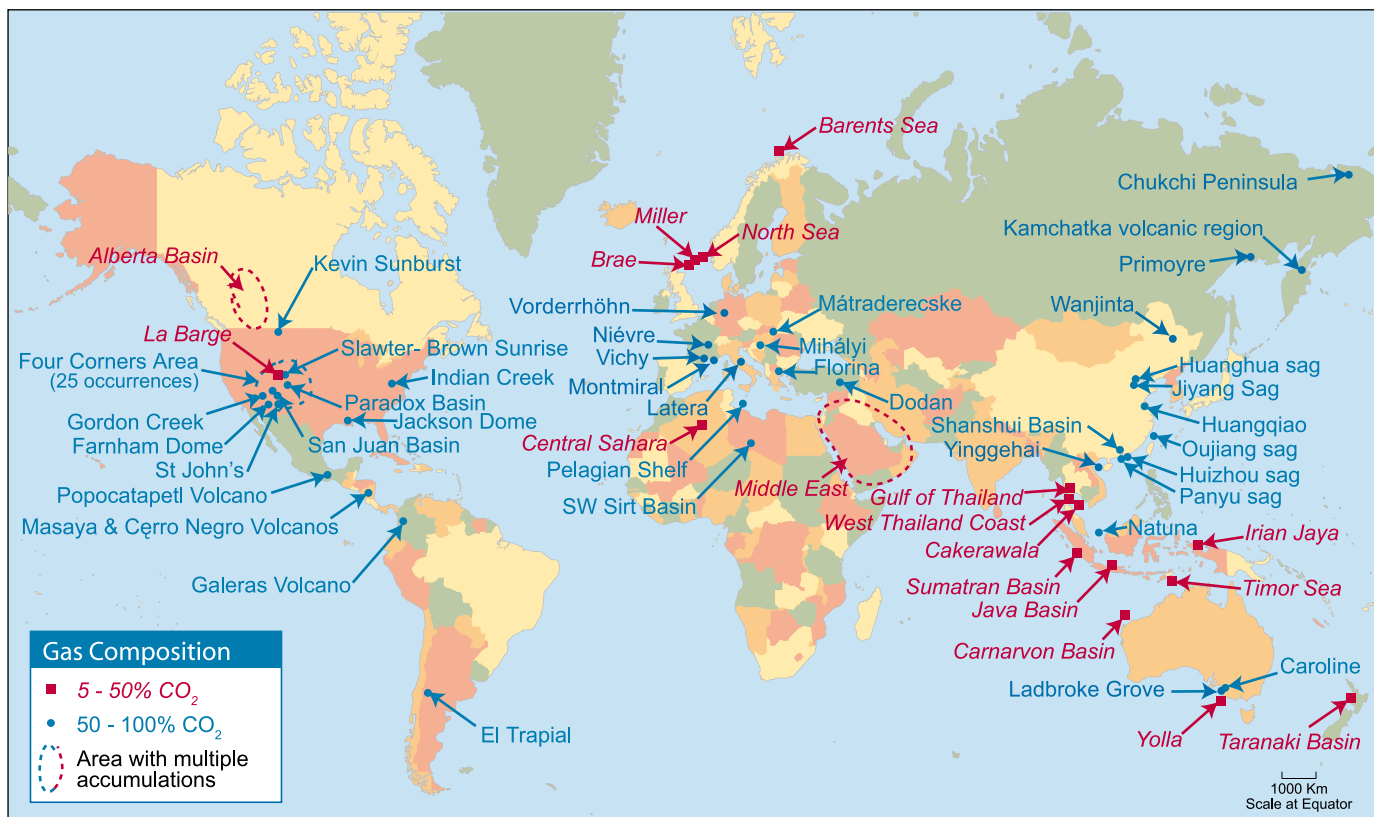 Barents Sea
Chukchi Peninsula
Miller
North Sea
Kamchatka volcanic region
Alberta Basin
Kevin Sunburst
Brae
Primoyre
Vorderrhöhn
Mátraderecske
Wanjinta
La Barge
Slawter- Brown Sunrise
Niévre
Mihályi
Four Corners Area
(25 occurrences)
Vichy
Florina
Huanghua sag
Indian Creek
Montmiral
Jiyang Sag
Paradox Basin
Latera
Dodan
Gordon Creek
Jackson Dome
Huangqiao
Farnham Dome
San Juan Basin
Central Sahara
Shanshui Basin
Oujiang sag
St John's
Pelagian Shelf
Yinggehai
Huizhou sag
Popocatapetl Volcano
Middle East
Gulf of Thailand
Panyu sag
SW Sirt Basin
West Thailand Coast
Masaya & Cęrro Negro Volcanos
Natuna
Irian Jaya
Cakerawala
Galeras Volcano
Sumatran Basin
Timor Sea
Java Basin
Carnarvon Basin
Gas Composition
5 - 50% CO2
50 - 100% CO2
Area with multiple
accumulations
Caroline
Ladbroke Grove
El Trapial
Yolla
Taranaki Basin
1000 Km
Scale at Equator